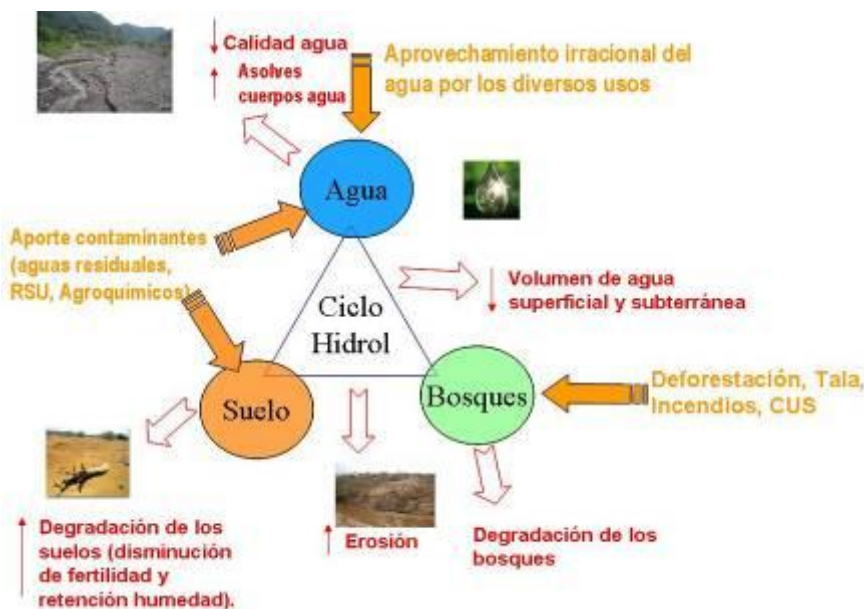 Calidad agua
Asolves
cuerpos agua
Aprovechamiento irracional del
agua por los diversos usos
Agua
Aporte contaminantes
(aguas residuales,
RSU, Agroquímicos)
Ciclo
Hidrol
Volumen de agua
superficial y subterránea
Suelo
Bosques
Deforestación, Tala,
Incendios, CUS
Degradación de los
suelos (disminución
de fertilidad y
retención humedad).
Erosión
Degradación de los
bosques